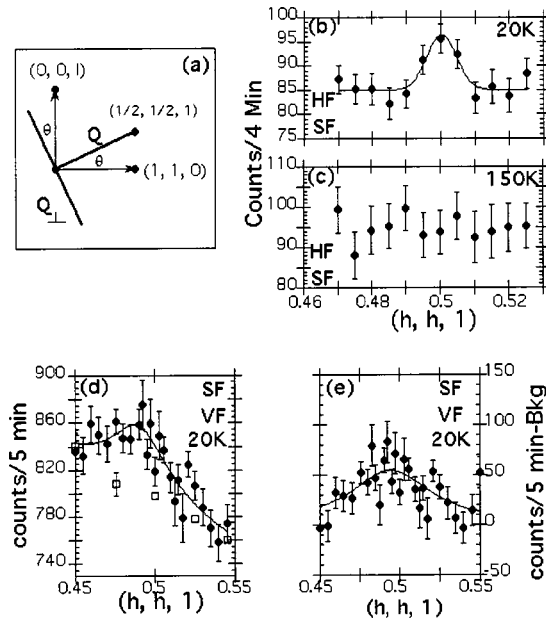 (a)
(0, 0, l)
(1/2, 1/2, 1)
θ
Q
θ
(1, 1, 0)
Q⊥
(b) 20K
100
95
90
85
80
75
HF
SF
Counts/4 Min
(c) 150K
110
100
90
80
HF
SF
0.46 0.48 0.5 0.52
(h, h, 1)
(d)
SF
VF
20K
900
860
820
780
730
counts/5 min
0.45 0.5 0.55
(h, h, 1)
(e)
SF
VF
20K
150
100
50
0
-50
counts/5 min-Bkg
0.45 0.5 0.55
(h, h, 1)